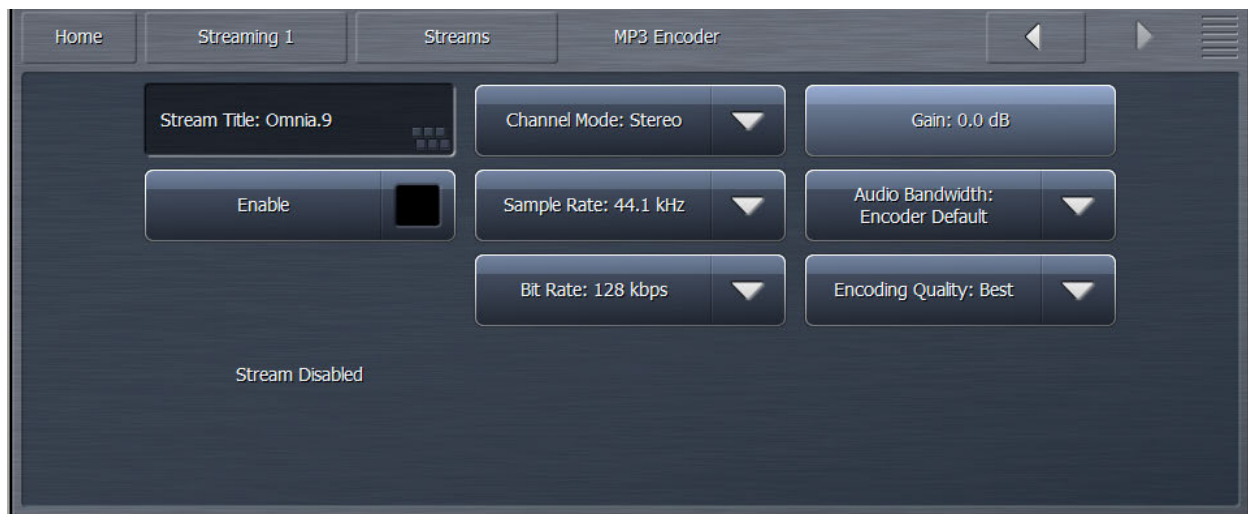 Home
Streaming 1
Streams
MP3 Encoder
Stream Title: Omnia.9
Channel Mode: Stereo
Gain: 0.0 dB
Enable
Sample Rate: 44.1 kHz
Audio Bandwidth:
Encoder Default
Bit Rate: 128 kbps
Encoding Quality: Best
Stream Disabled